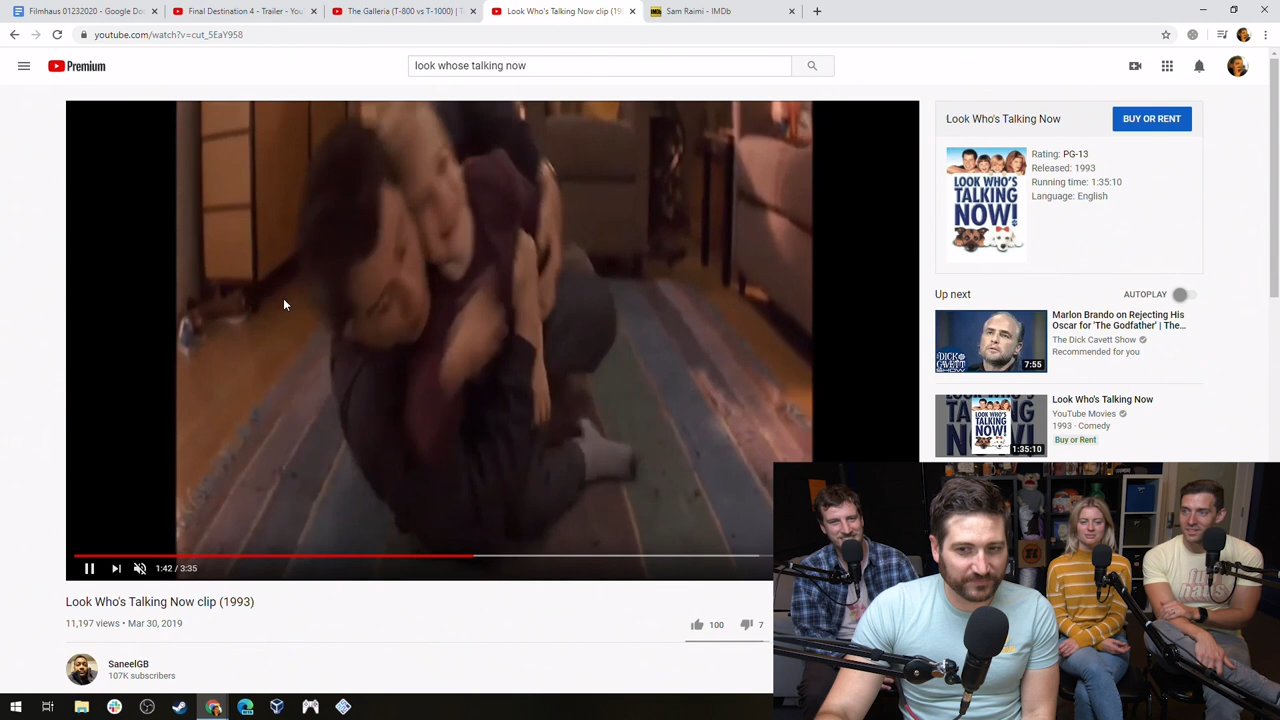 Filmhaus 01232020 - Google Do
Final Destination 4 - Trailer - You
The Galleria (T-800 vs T-1000) | T
Look Who's Talking Now clip (19
Sam Raimi - IMDb
youtube.com/watch?v=cut_5EaY958
Premium
look whose talking now
Look Who's Talking Now
BUY OR RENT
LOOK
WHO'S
TALKING
NOW!
Rating: PG-13
Released: 1993
Running time: 1:35:10
Language: English
Up next
AUTOPLAY
DICK
CAVETT
SHOW
7:55
Marlon Brando on Rejecting His
Oscar for 'The Godfather' | The...
The Dick Cavett Show
Recommended for you
1:35:10
Look Who's Talking Now
YouTube Movies
1993 · Comedy
Buy or Rent
1:42 / 3:35
Look Who's Talking Now clip (1993)
11,197 views • Mar 30, 2019
100
7
SaneelGB
107K subscribers